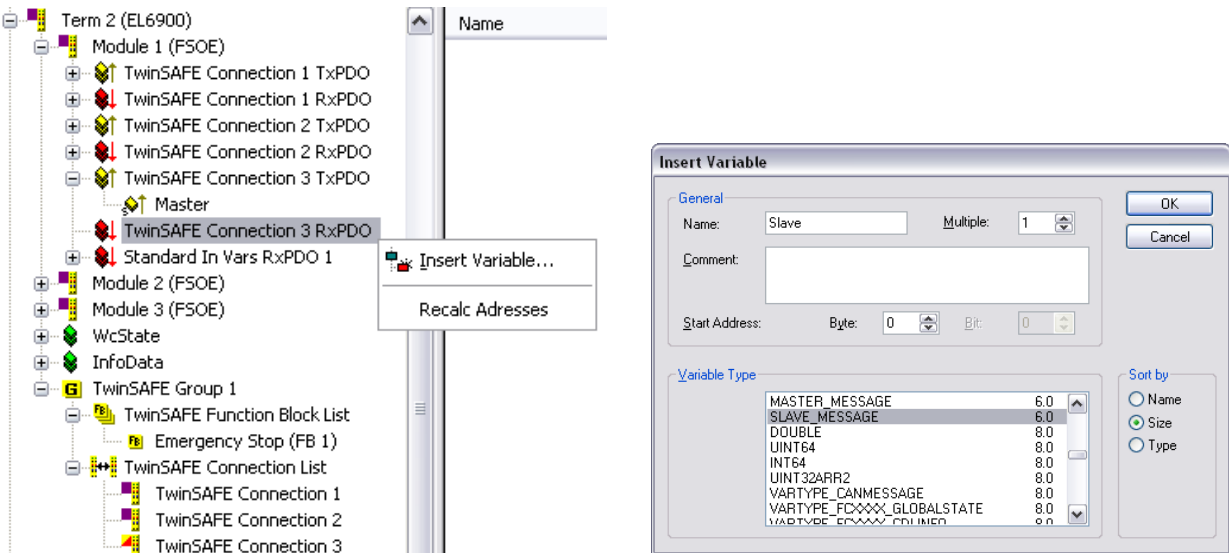 Term 2 (EL6900)
Name
Module 1 (FSOE)
TwinSAFE Connection 1 TxPDO
TwinSAFE Connection 1 RxPDO
TwinSAFE Connection 2 TxPDO
TwinSAFE Connection 2 RxPDO
TwinSAFE Connection 3 TxPDO
Master
TwinSAFE Connection 3 RxPDO
Standard In Vars RxPDO 1
Module 2 (FSOE)
Module 3 (FSOE)
WcState
InfoData
G TwinSAFE Group 1
FB TwinSAFE Function Block List
FB Emergency Stop (FB 1)
TwinSAFE Connection List
TwinSAFE Connection 1
TwinSAFE Connection 2
TwinSAFE Connection 3
Insert Variable...
Recalc Adresses
Insert Variable
General
Name: Slave Multiple: 1
Comment:
Start Address: Byte: 0 Bit: 0
OK
Cancel
Variable Type
MASTER_MESSAGE 6.0
SLAVE_MESSAGE 6.0
DOUBLE 8.0
UINT64 8.0
INT64 8.0
UINT32ARR2 8.0
VARTYPE_CANMESSAGE 8.0
VARTYPE_FCXXXX_GLOBALSTATE 8.0
Sort by
Name
Size
Type